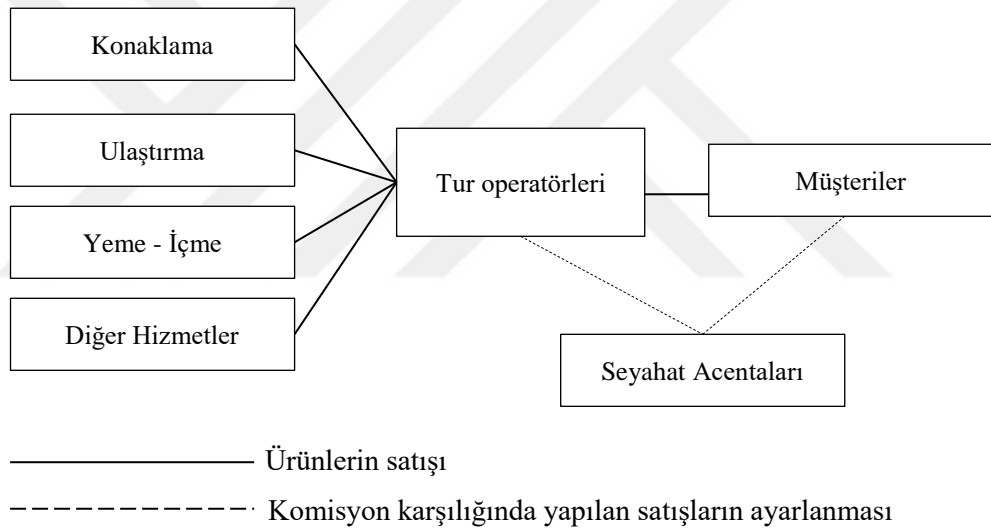 Konaklama
Ulaştırma
Yeme - İçme
Diğer Hizmetler
Tur operatörleri
Müşteriler
Seyahat Acentaları
Ürünlerin satışı
Komisyon karşılığında yapılan satışların ayarlanması